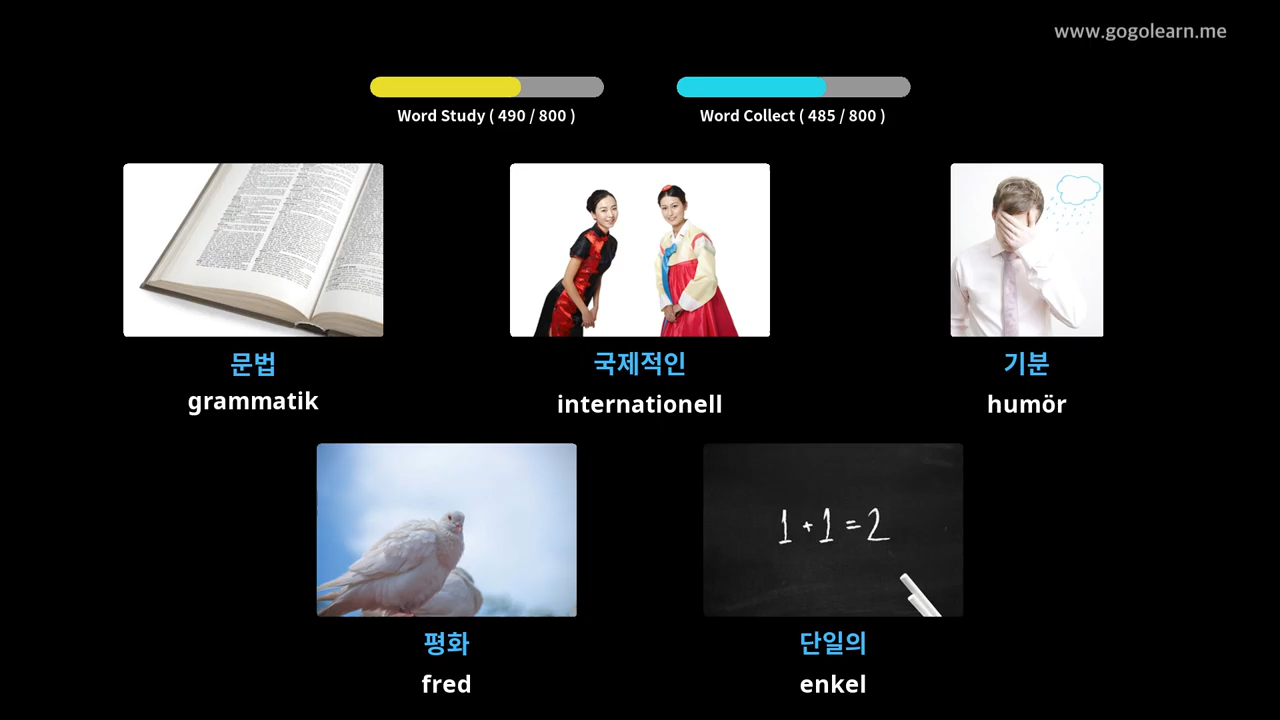 www.gogolearn.me
Word Study ( 490 / 800 )
Word Collect ( 485 / 800 )
문법
grammatik
국제적인
internationell
기분
humör
1 + 1 = 2
평화
fred
단일의
enkel